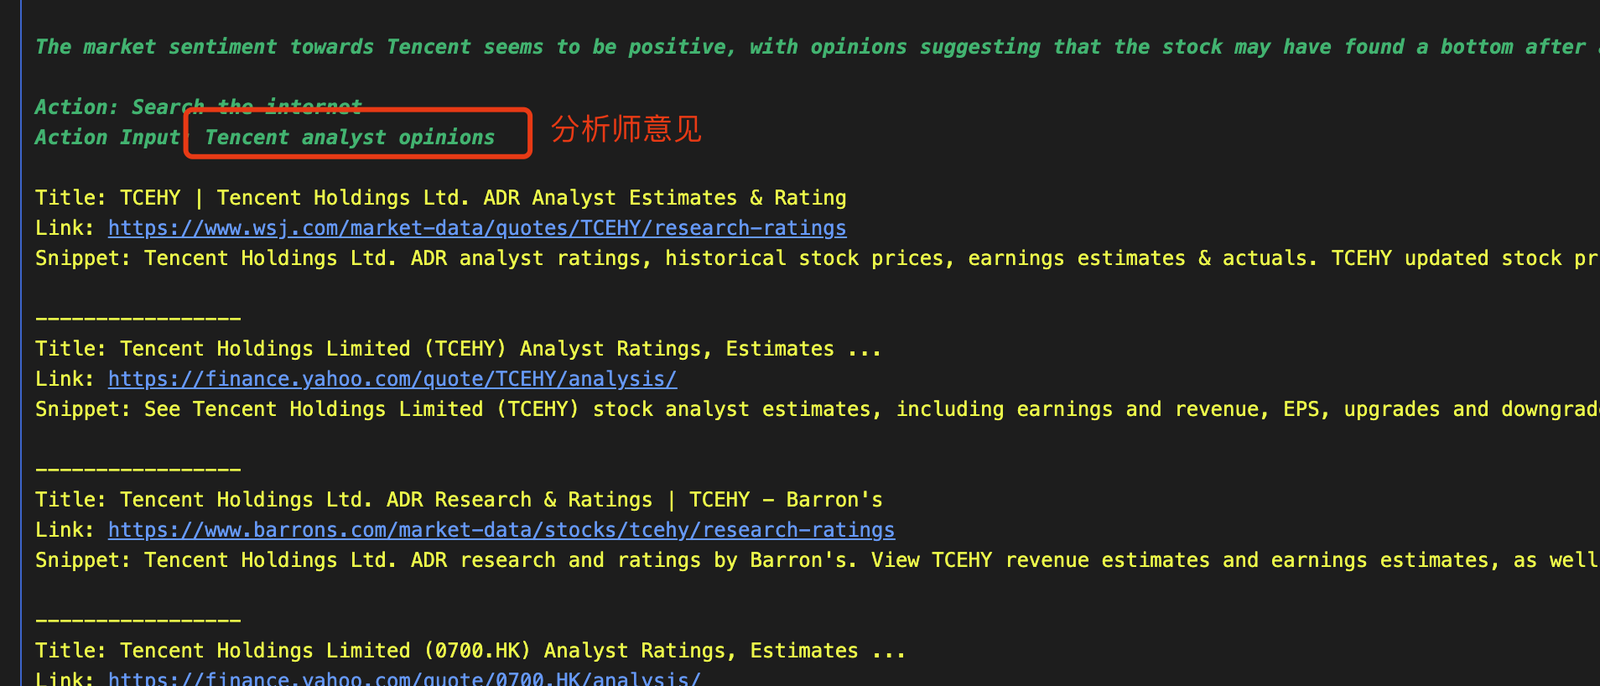 The market sentiment towards Tencent seems to be positive, with opinions suggesting that the stock may have found a bottom after
Action: Search the internet
Action Input: Tencent analyst opinions
分析师意见
Title: TCEHY | Tencent Holdings Ltd. ADR Analyst Estimates & Rating
Link: https://www.wsj.com/market-data/quotes/TCEHY/research-ratings
Snippet: Tencent Holdings Ltd. ADR analyst ratings, historical stock prices, earnings estimates & actuals. TCEHY updated stock pr
-----------------
Title: Tencent Holdings Limited (TCEHY) Analyst Ratings, Estimates ...
Link: https://finance.yahoo.com/quote/TCEHY/analysis/
Snippet: See Tencent Holdings Limited (TCEHY) stock analyst estimates, including earnings and revenue, EPS, upgrades and downgrad
-----------------
Title: Tencent Holdings Ltd. ADR Research & Ratings | TCEHY - Barron's
Link: https://www.barrons.com/market-data/stocks/tcehy/research-ratings
Snippet: Tencent Holdings Ltd. ADR research and ratings by Barron's. View TCEHY revenue estimates and earnings estimates, as well
-----------------
Title: Tencent Holdings Limited (0700.HK) Analyst Ratings, Estimates ...
Link: https://finance.yahoo.com/quote/0700.HK/analysis/